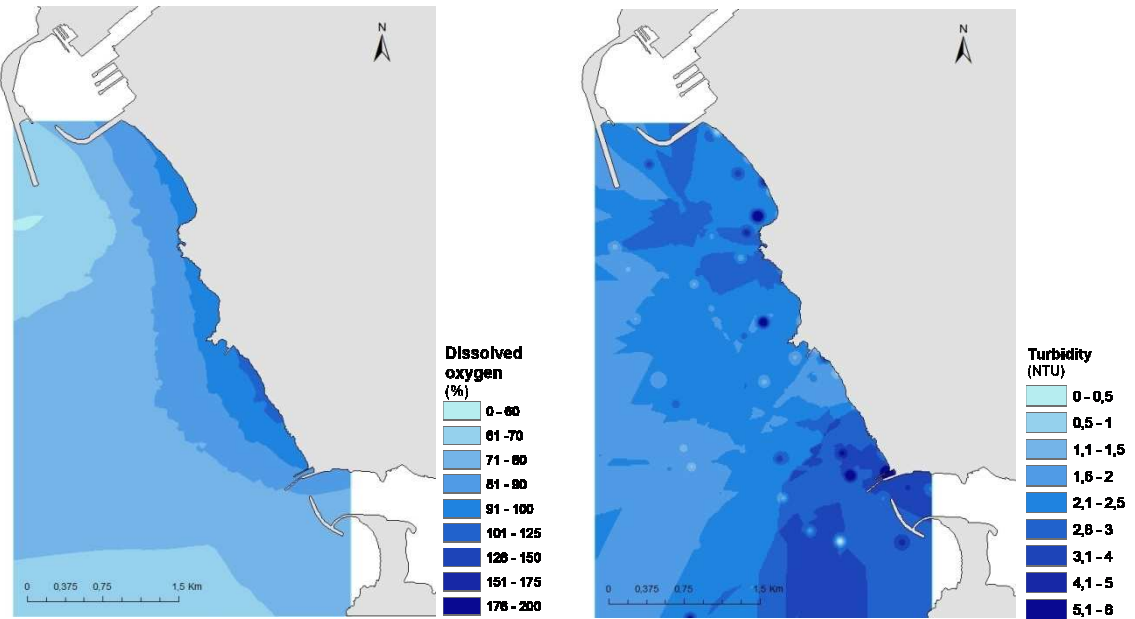 N
Dissolved
oxygen
(%)
0 - 60
61 -70
71 - 80
81 - 90
91 - 100
101 - 125
126 - 150
151 - 175
176 - 200
0 0,375 0,75 1,5 Km
N
Turbidity
(NTU)
0 - 0,5
0,5 - 1
1,1 - 1,5
1,6 - 2
2,1 - 2,5
2,6 - 3
3,1 - 4
4,1 - 5
5,1 - 6
0 0,375 0,75 1,5 Km